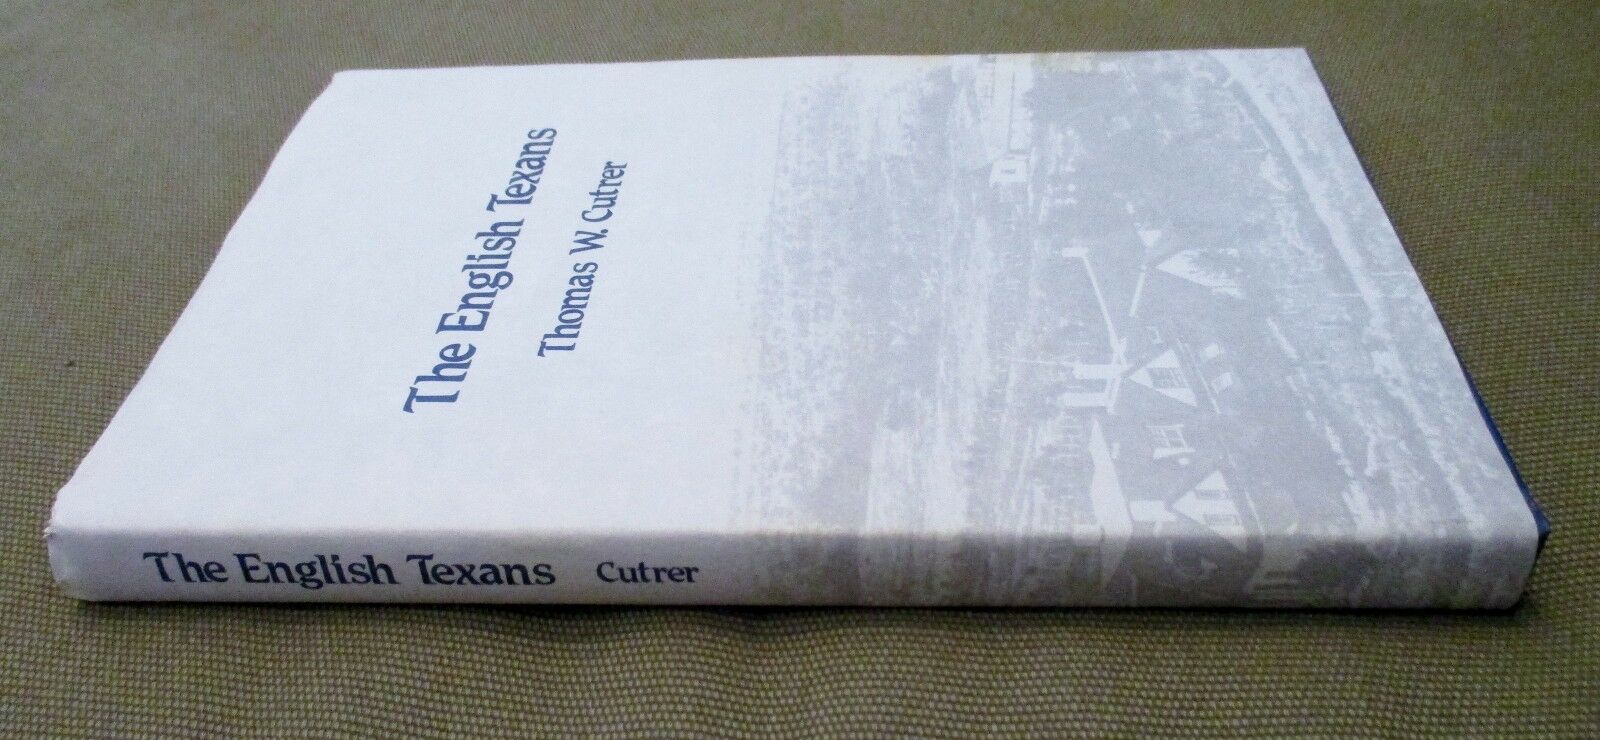 The English Texans
Thomas W. Cutrer
The English Texans Cutrer